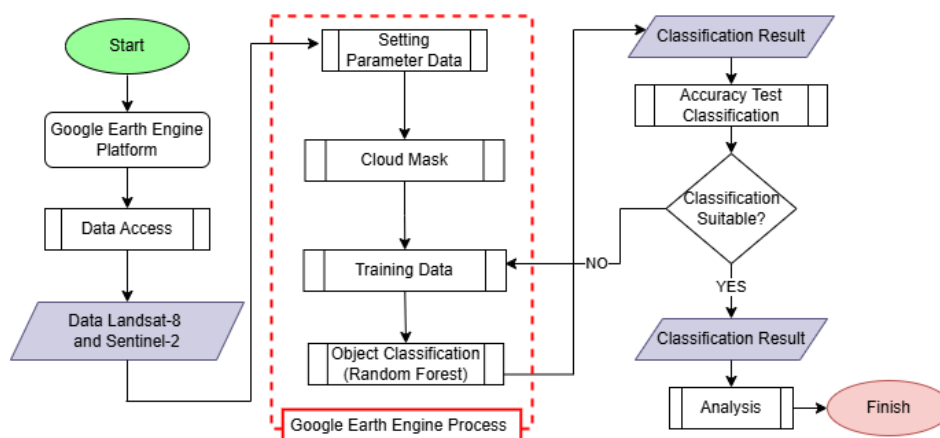 Start
Google Earth Engine
Platform
Data Access
Data Landsat-8
and Sentinel-2
Setting
Parameter Data
Cloud Mask
Training Data
Object Classification
(Random Forest)
Google Earth Engine Process
Classification Result
Accuracy Test
Classification
Classification
Suitable?
NO
YES
Classification Result
Analysis
Finish